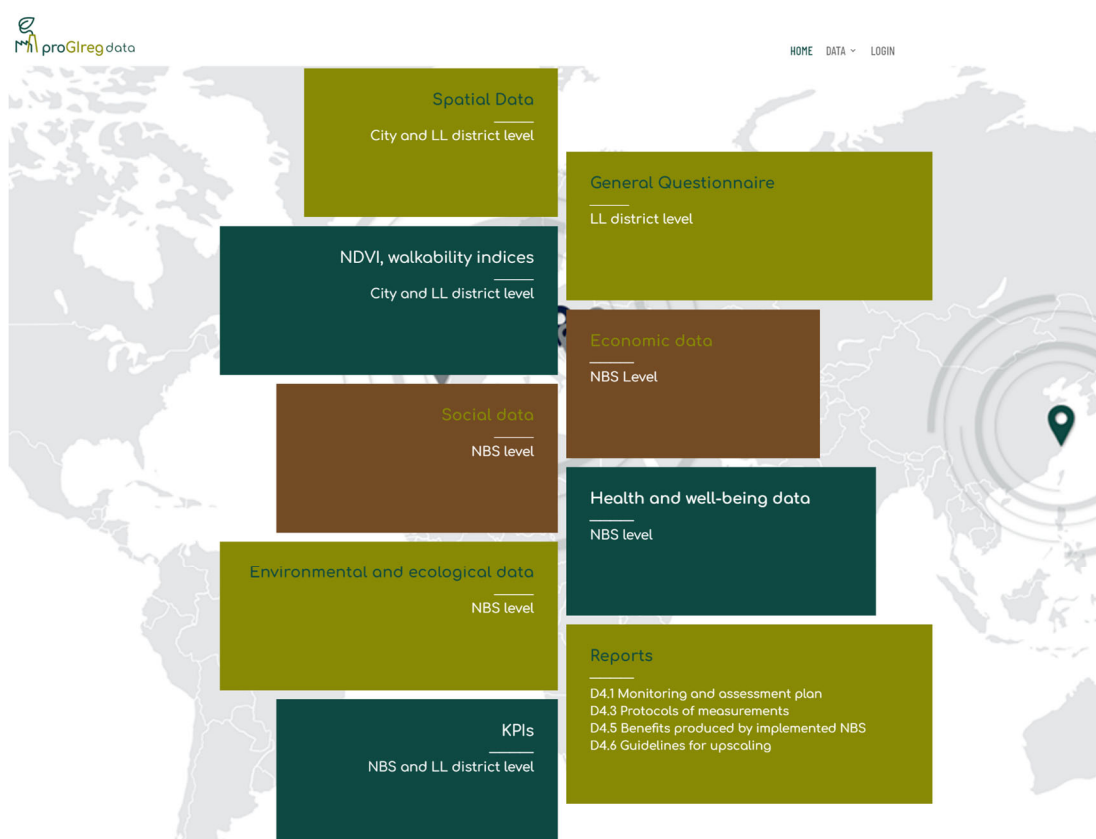 proGIreg data
HOME DATA LOGIN
Spatial Data
City and LL district level
General Questionnaire
LL district level
NDVI, walkability indices
City and LL district level
Economic data
NBS Level
Social data
NBS level
Health and well-being data
NBS level
Environmental and ecological data
NBS level
Reports
D4.1 Monitoring and assessment plan
D4.3 Protocols of measurements
D4.5 Benefits produced by implemented NBS
D4.6 Guidelines for upscaling
KPIs
NBS and LL district level